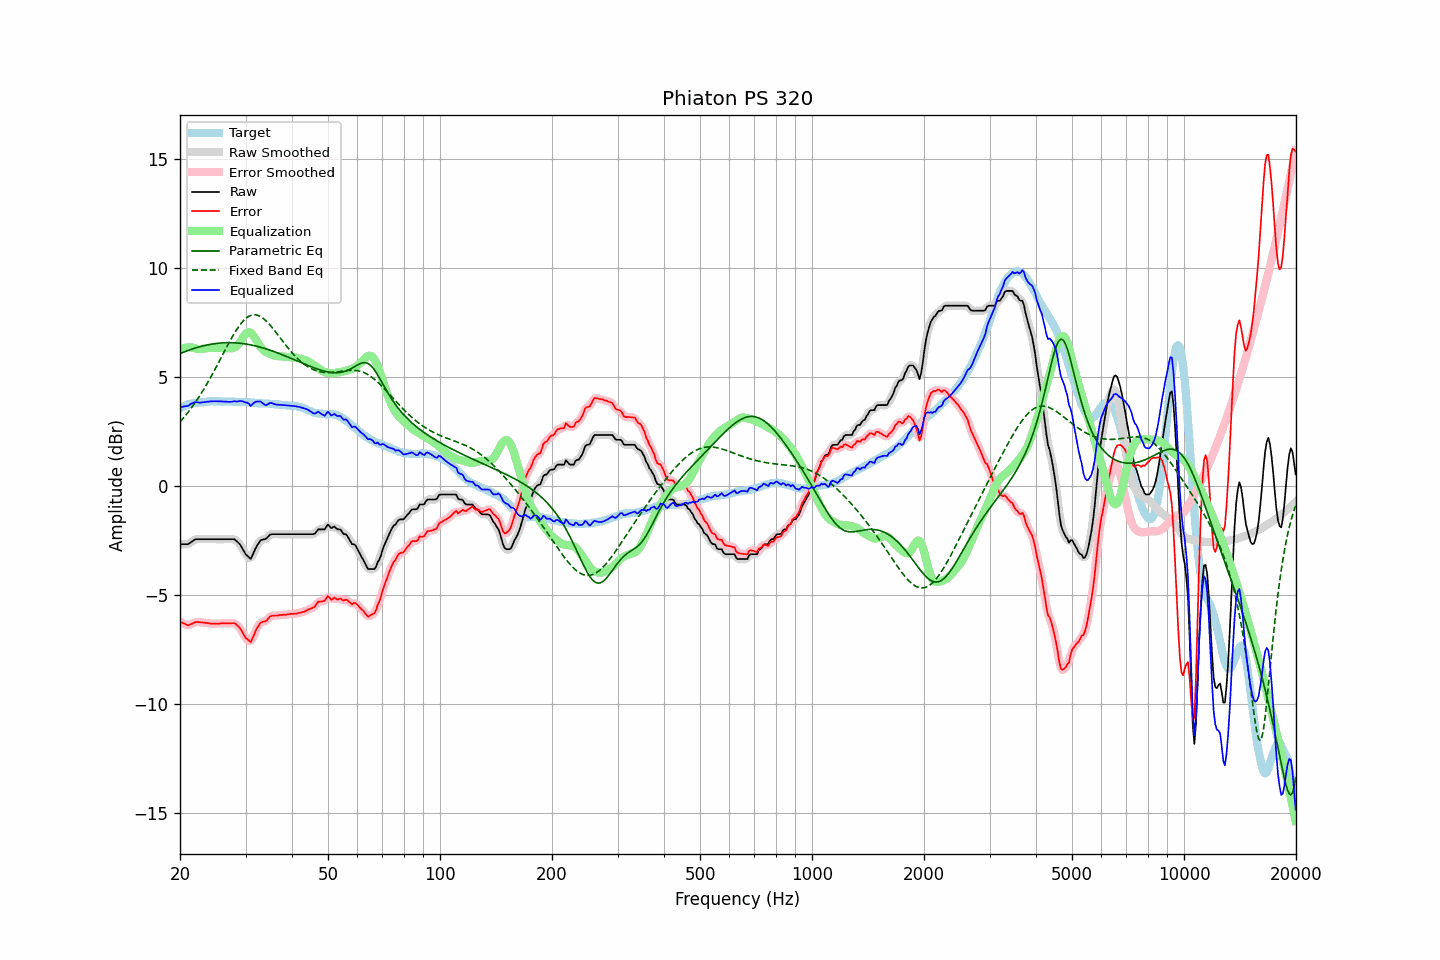 Phiaton PS 320
Target
Raw Smoothed
Error Smoothed
Raw
Error
Equalization
Parametric Eq
Fixed Band Eq
Equalized
15
10
5
0
−5
−10
−15
Amplitude (dBr)
20 50 100 200 500 1000 2000 5000 10000 20000
Frequency (Hz)